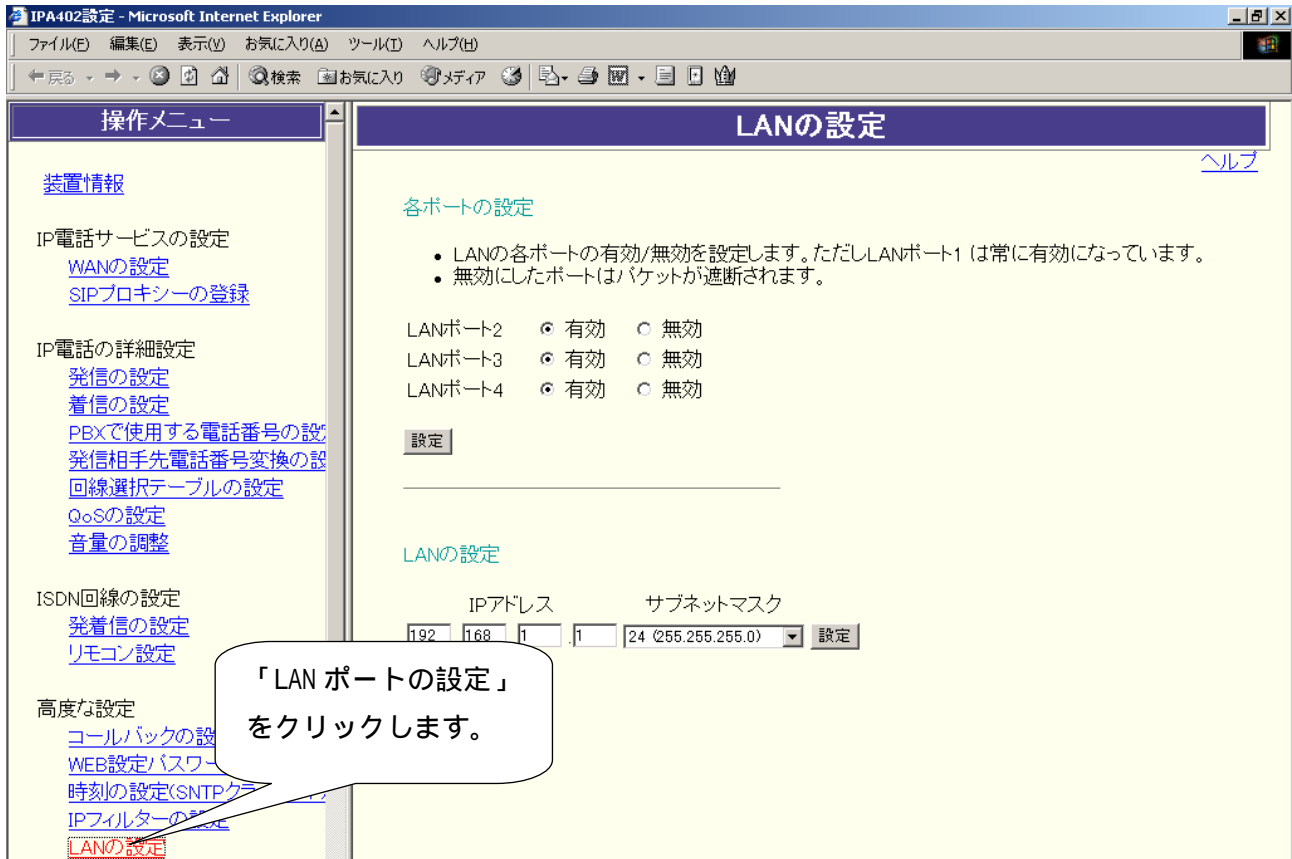 IPA402設定 - Microsoft Internet Explorer
ファイル(F) 編集(E) 表示(V) お気に入り(A) ツール(T) ヘルプ(H)
戻る 検索 お気に入り メディア
操作メニュー
装置情報
IP電話サービスの設定
WANの設定
SIPプロキシーの登録
IP電話の詳細設定
発信の設定
着信の設定
PBXで使用する電話番号の設
発信相手先電話番号変換の設
回線選択テーブルの設定
QoSの設定
音量の調整
ISDN回線の設定
発着信の設定
リモコン設定
高度な設定
コールバックの設
WEB設定パスワー
時刻の設定(SNTPク
IPフィルターの設定
LANの設定
「LAN ポートの設定」
をクリックします。
LANの設定
ヘルプ
各ポートの設定
• LANの各ポートの有効/無効を設定します。ただしLANポート1 は常に有効になっています。
• 無効にしたポートはパケットが遮断されます。
LANポート2 有効 無効
LANポート3 有効 無効
LANポート4 有効 無効
設定
LANの設定
IPアドレス サブネットマスク
192 168 1 .1 24 (255.255.255.0) 設定